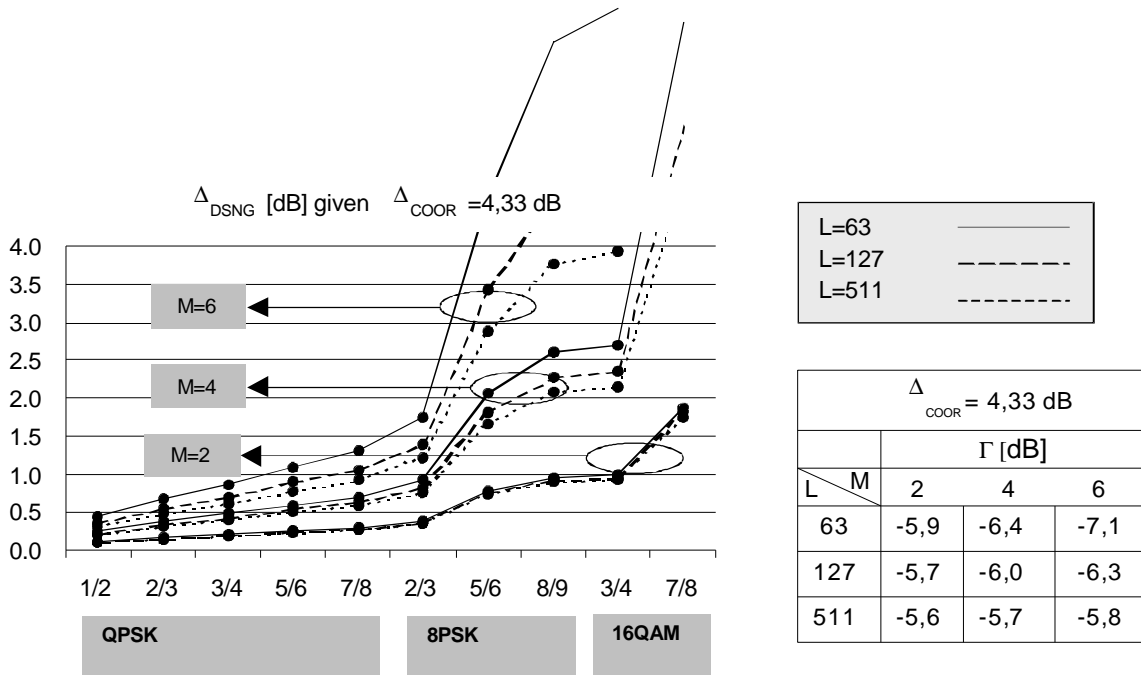 Δ DSNG [dB] given Δ COOR =4,33 dB
4.0
3.5
3.0
2.5
2.0
1.5
1.0
0.5
0.0
M=6
M=4
M=2
1/2 2/3 3/4 5/6 7/8 2/3 5/6 8/9 3/4 7/8
QPSK 8PSK 16QAM
L=63
L=127
L=511
Δ COOR = 4,33 dB
Γ [dB]
L M 2 4 6
63 -5,9 -6,4 -7,1
127 -5,7 -6,0 -6,3
511 -5,6 -5,7 -5,8